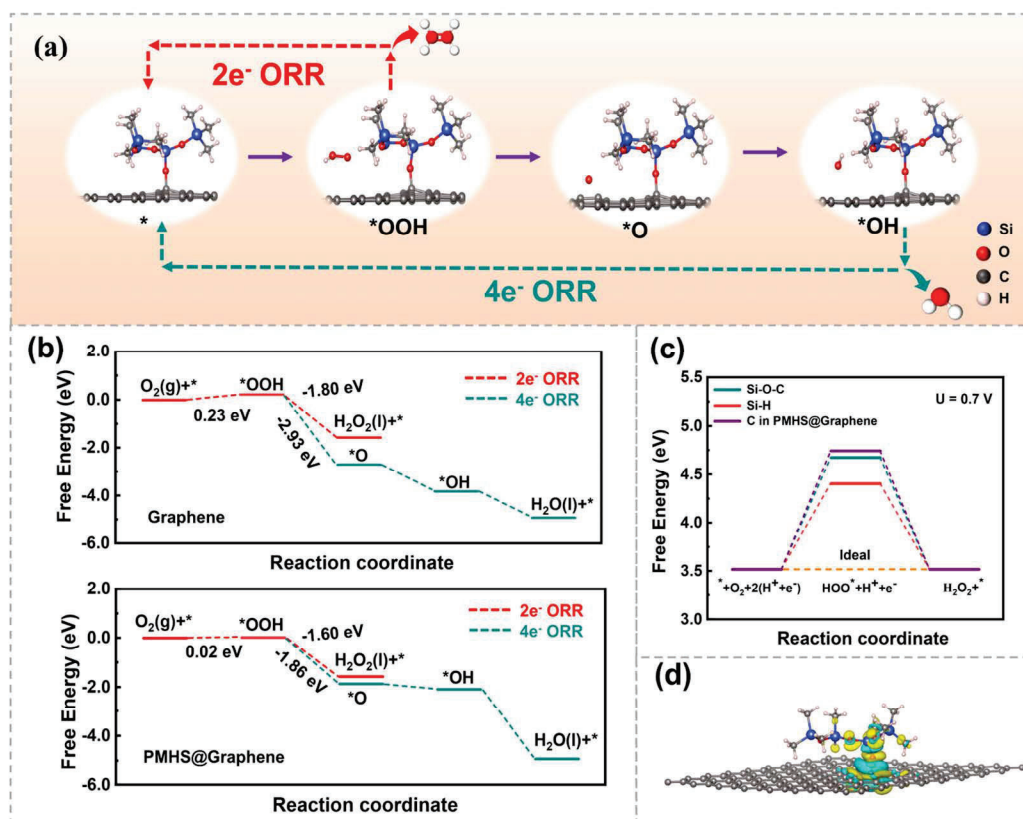 (a)
2e⁻ ORR
*
*OOH
*O
*OH
4e⁻ ORR
Si
O
C
H
(b)
Free Energy (eV)
2.0
0.0
-2.0
-4.0
-6.0
O₂(g)+*
*OOH
0.23 eV
-1.80 eV
-2.93 eV
H₂O₂(l)+*
*O
*OH
H₂O(l)+*
2e⁻ ORR
4e⁻ ORR
Graphene
Reaction coordinate
Free Energy (eV)
2.0
0.0
-2.0
-4.0
-6.0
O₂(g)+*
*OOH
0.02 eV
-1.60 eV
-1.86 eV
H₂O₂(l)+*
*O
*OH
H₂O(l)+*
2e⁻ ORR
4e⁻ ORR
PMHS@Graphene
Reaction coordinate
(c)
Free Energy (eV)
5.5
5.0
4.5
4.0
3.5
3.0
Si-O-C
Si-H
C in PMHS@Graphene
U = 0.7 V
Ideal
*+O₂+2(H⁺+e⁻)
HOO*+H⁺+e⁻
H₂O₂+*
Reaction coordinate
(d)